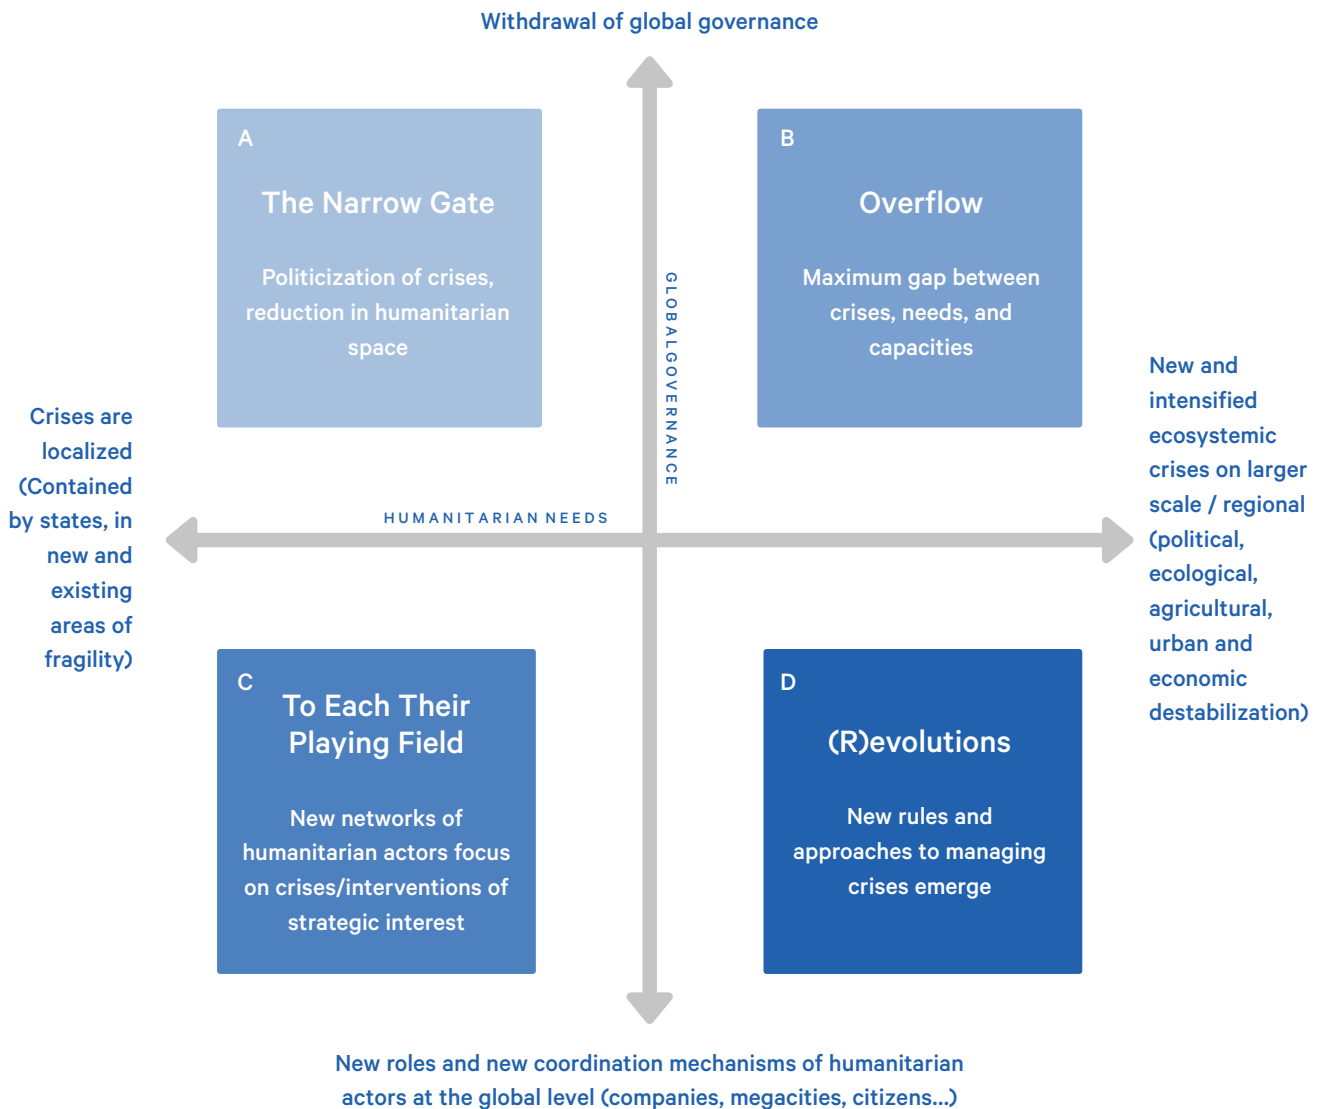 Withdrawal of global governance
A
The Narrow Gate
Politicization of crises,
reduction in humanitarian
space
B
Overflow
Maximum gap between
crises, needs, and
capacities
GLOBALGOVERNANCE
Crises are
localized
(Contained
by states, in
new and
existing
areas of
fragility)
HUMANITARIAN NEEDS
New and
intensified
ecosystemic
crises on larger
scale / regional
(political,
ecological,
agricultural,
urban and
economic
destabilization)
C
To Each Their
Playing Field
New networks of
humanitarian actors focus
on crises/interventions of
strategic interest
D
(R)evolutions
New rules and
approaches to managing
crises emerge
New roles and new coordination mechanisms of humanitarian
actors at the global level (companies, megacities, citizens...)